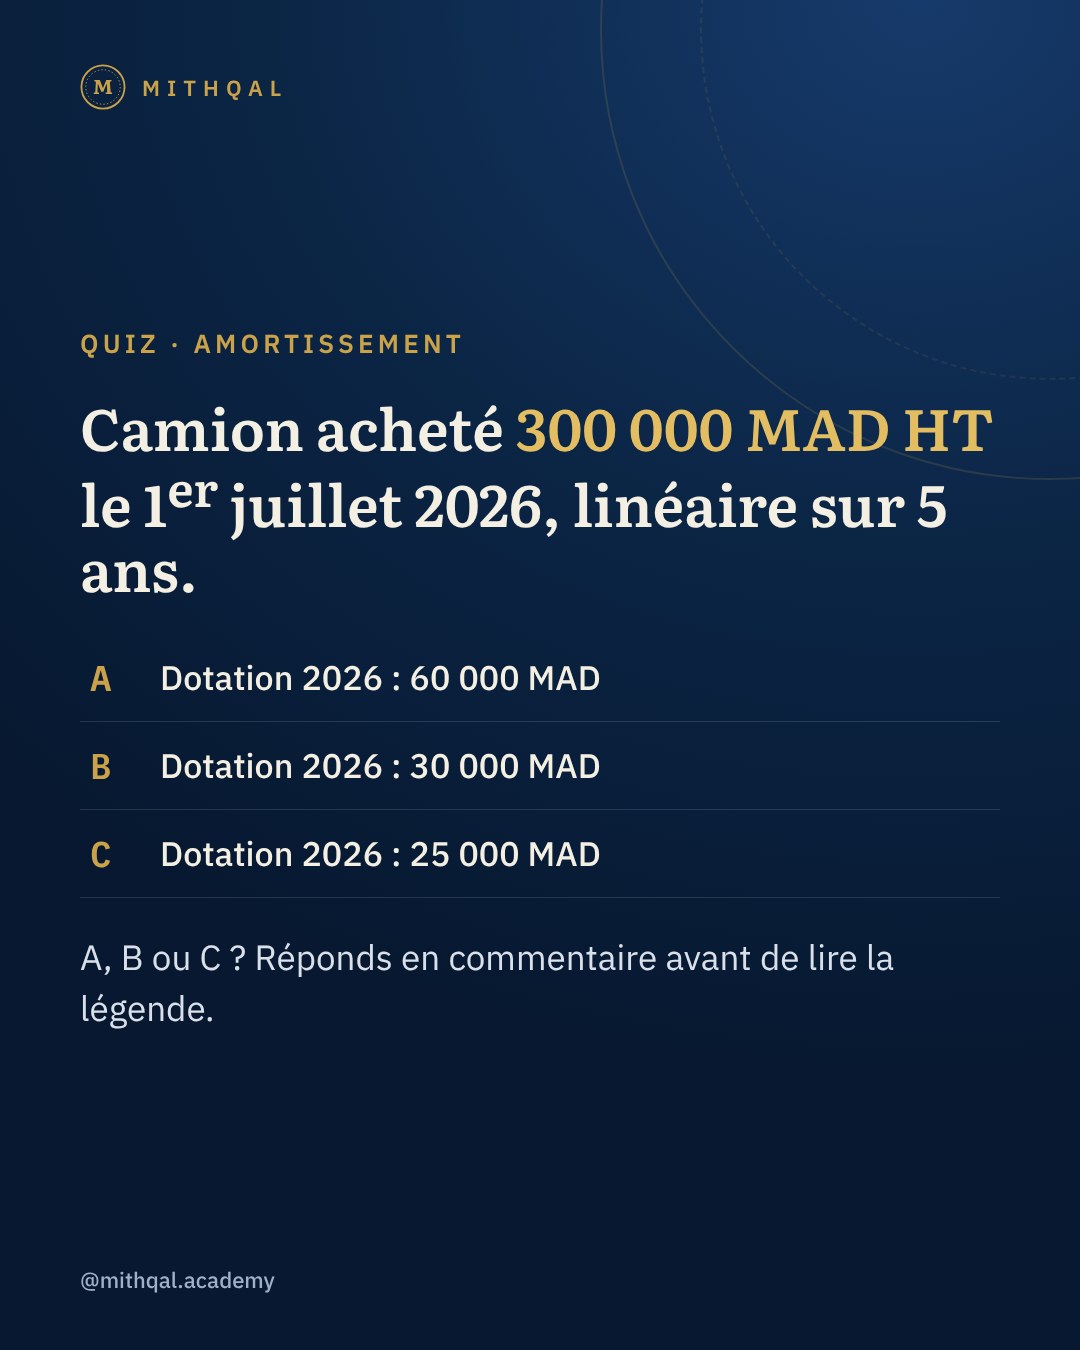 M MITHQAL
QUIZ · AMORTISSEMENT
Camion acheté 300 000 MAD HT
le 1er juillet 2026, linéaire sur 5
ans.
A Dotation 2026 : 60 000 MAD
B Dotation 2026 : 30 000 MAD
C Dotation 2026 : 25 000 MAD
A, B ou C ? Réponds en commentaire avant de lire la
légende.
@mithqal.academy